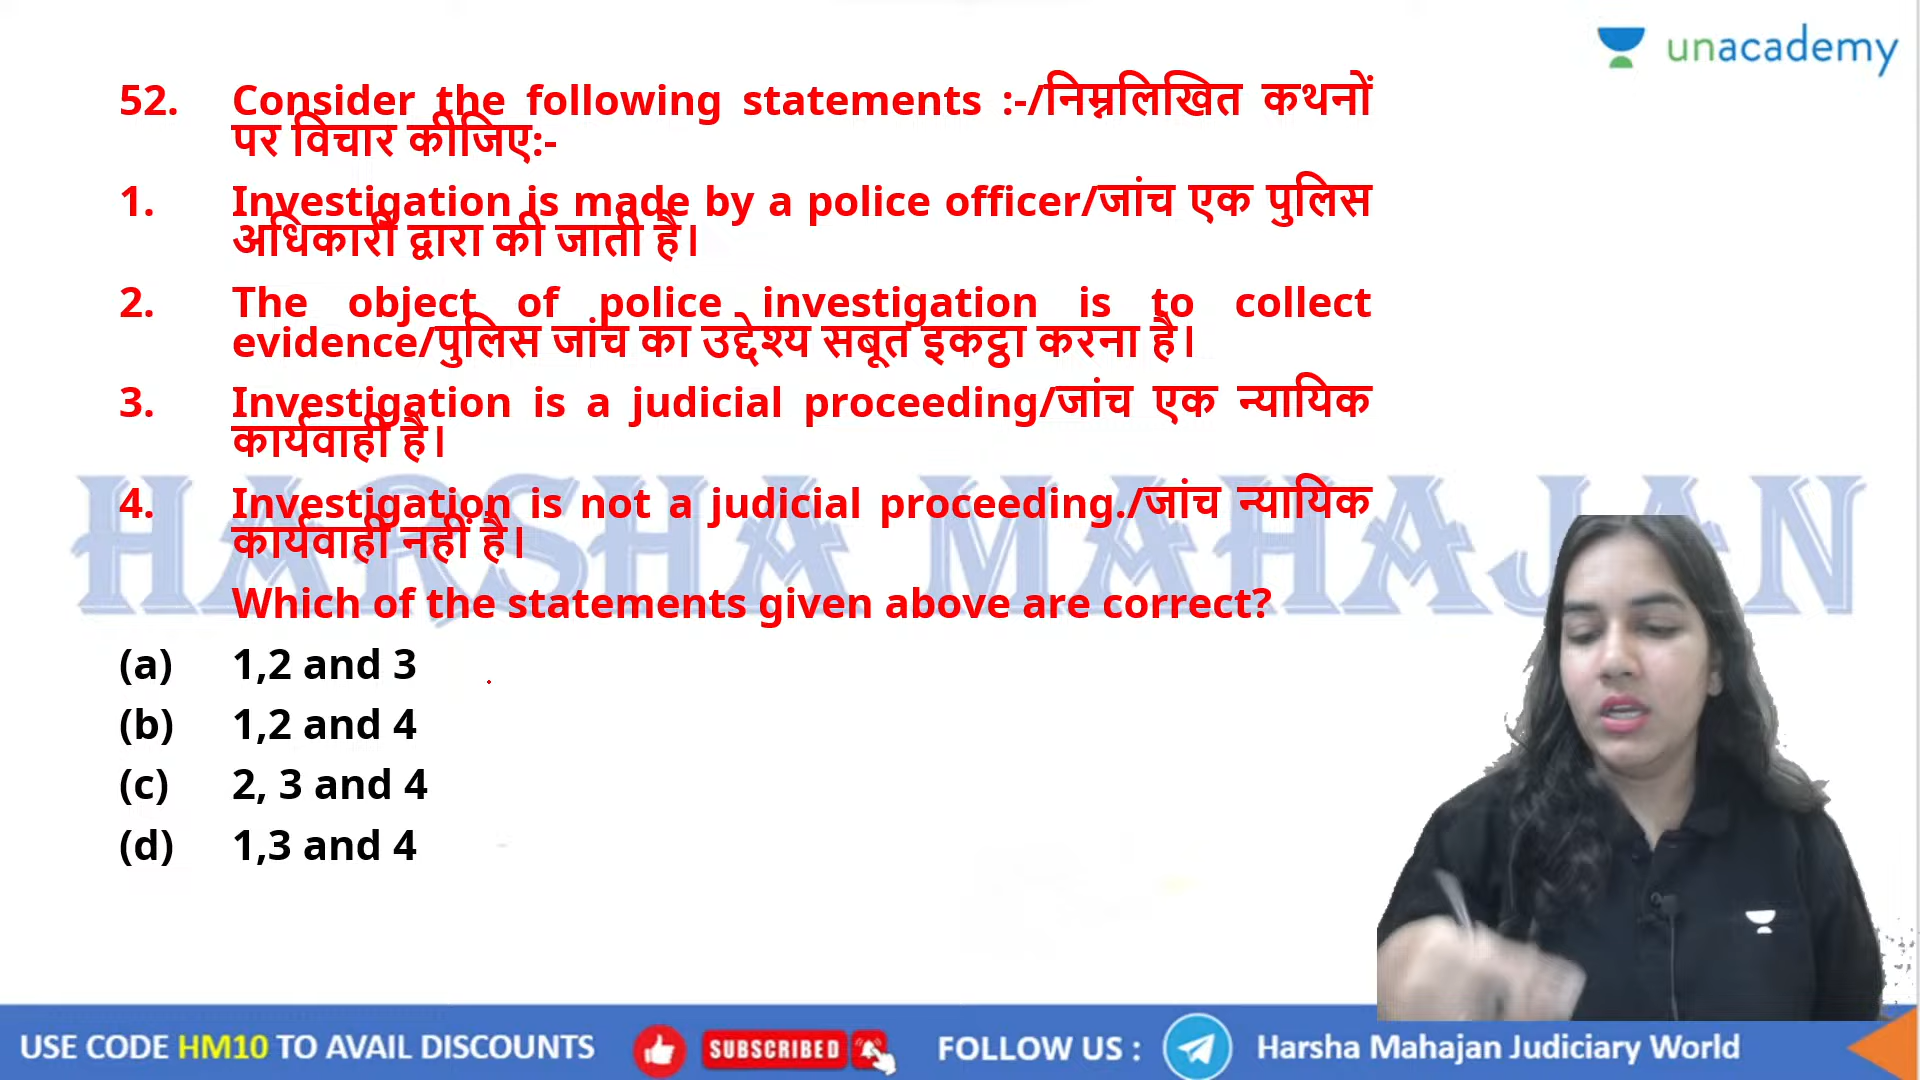 unacademy
52. Consider the following statements :-/निम्नलिखित कथनों
पर विचार कीजिए:-
1. Investigation is made by a police officer/जांच एक पुलिस
अधिकारी द्वारा की जाती है।
2. The object of police investigation is to collect
evidence/पुलिस जांच का उद्देश्य सबूत इकट्ठा करना है।
3. Investigation is a judicial proceeding/जांच एक न्यायिक
कार्यवाही है।
4. Investigation is not a judicial proceeding./जांच न्यायिक
कार्यवाही नहीं है।
HARSHA MAHAJAN
Which of the statements given above are correct?
(a) 1,2 and 3
(b) 1,2 and 4
(c) 2, 3 and 4
(d) 1,3 and 4
USE CODE HM10 TO AVAIL DISCOUNTS SUBSCRIBED FOLLOW US : Harsha Mahajan Judiciary World